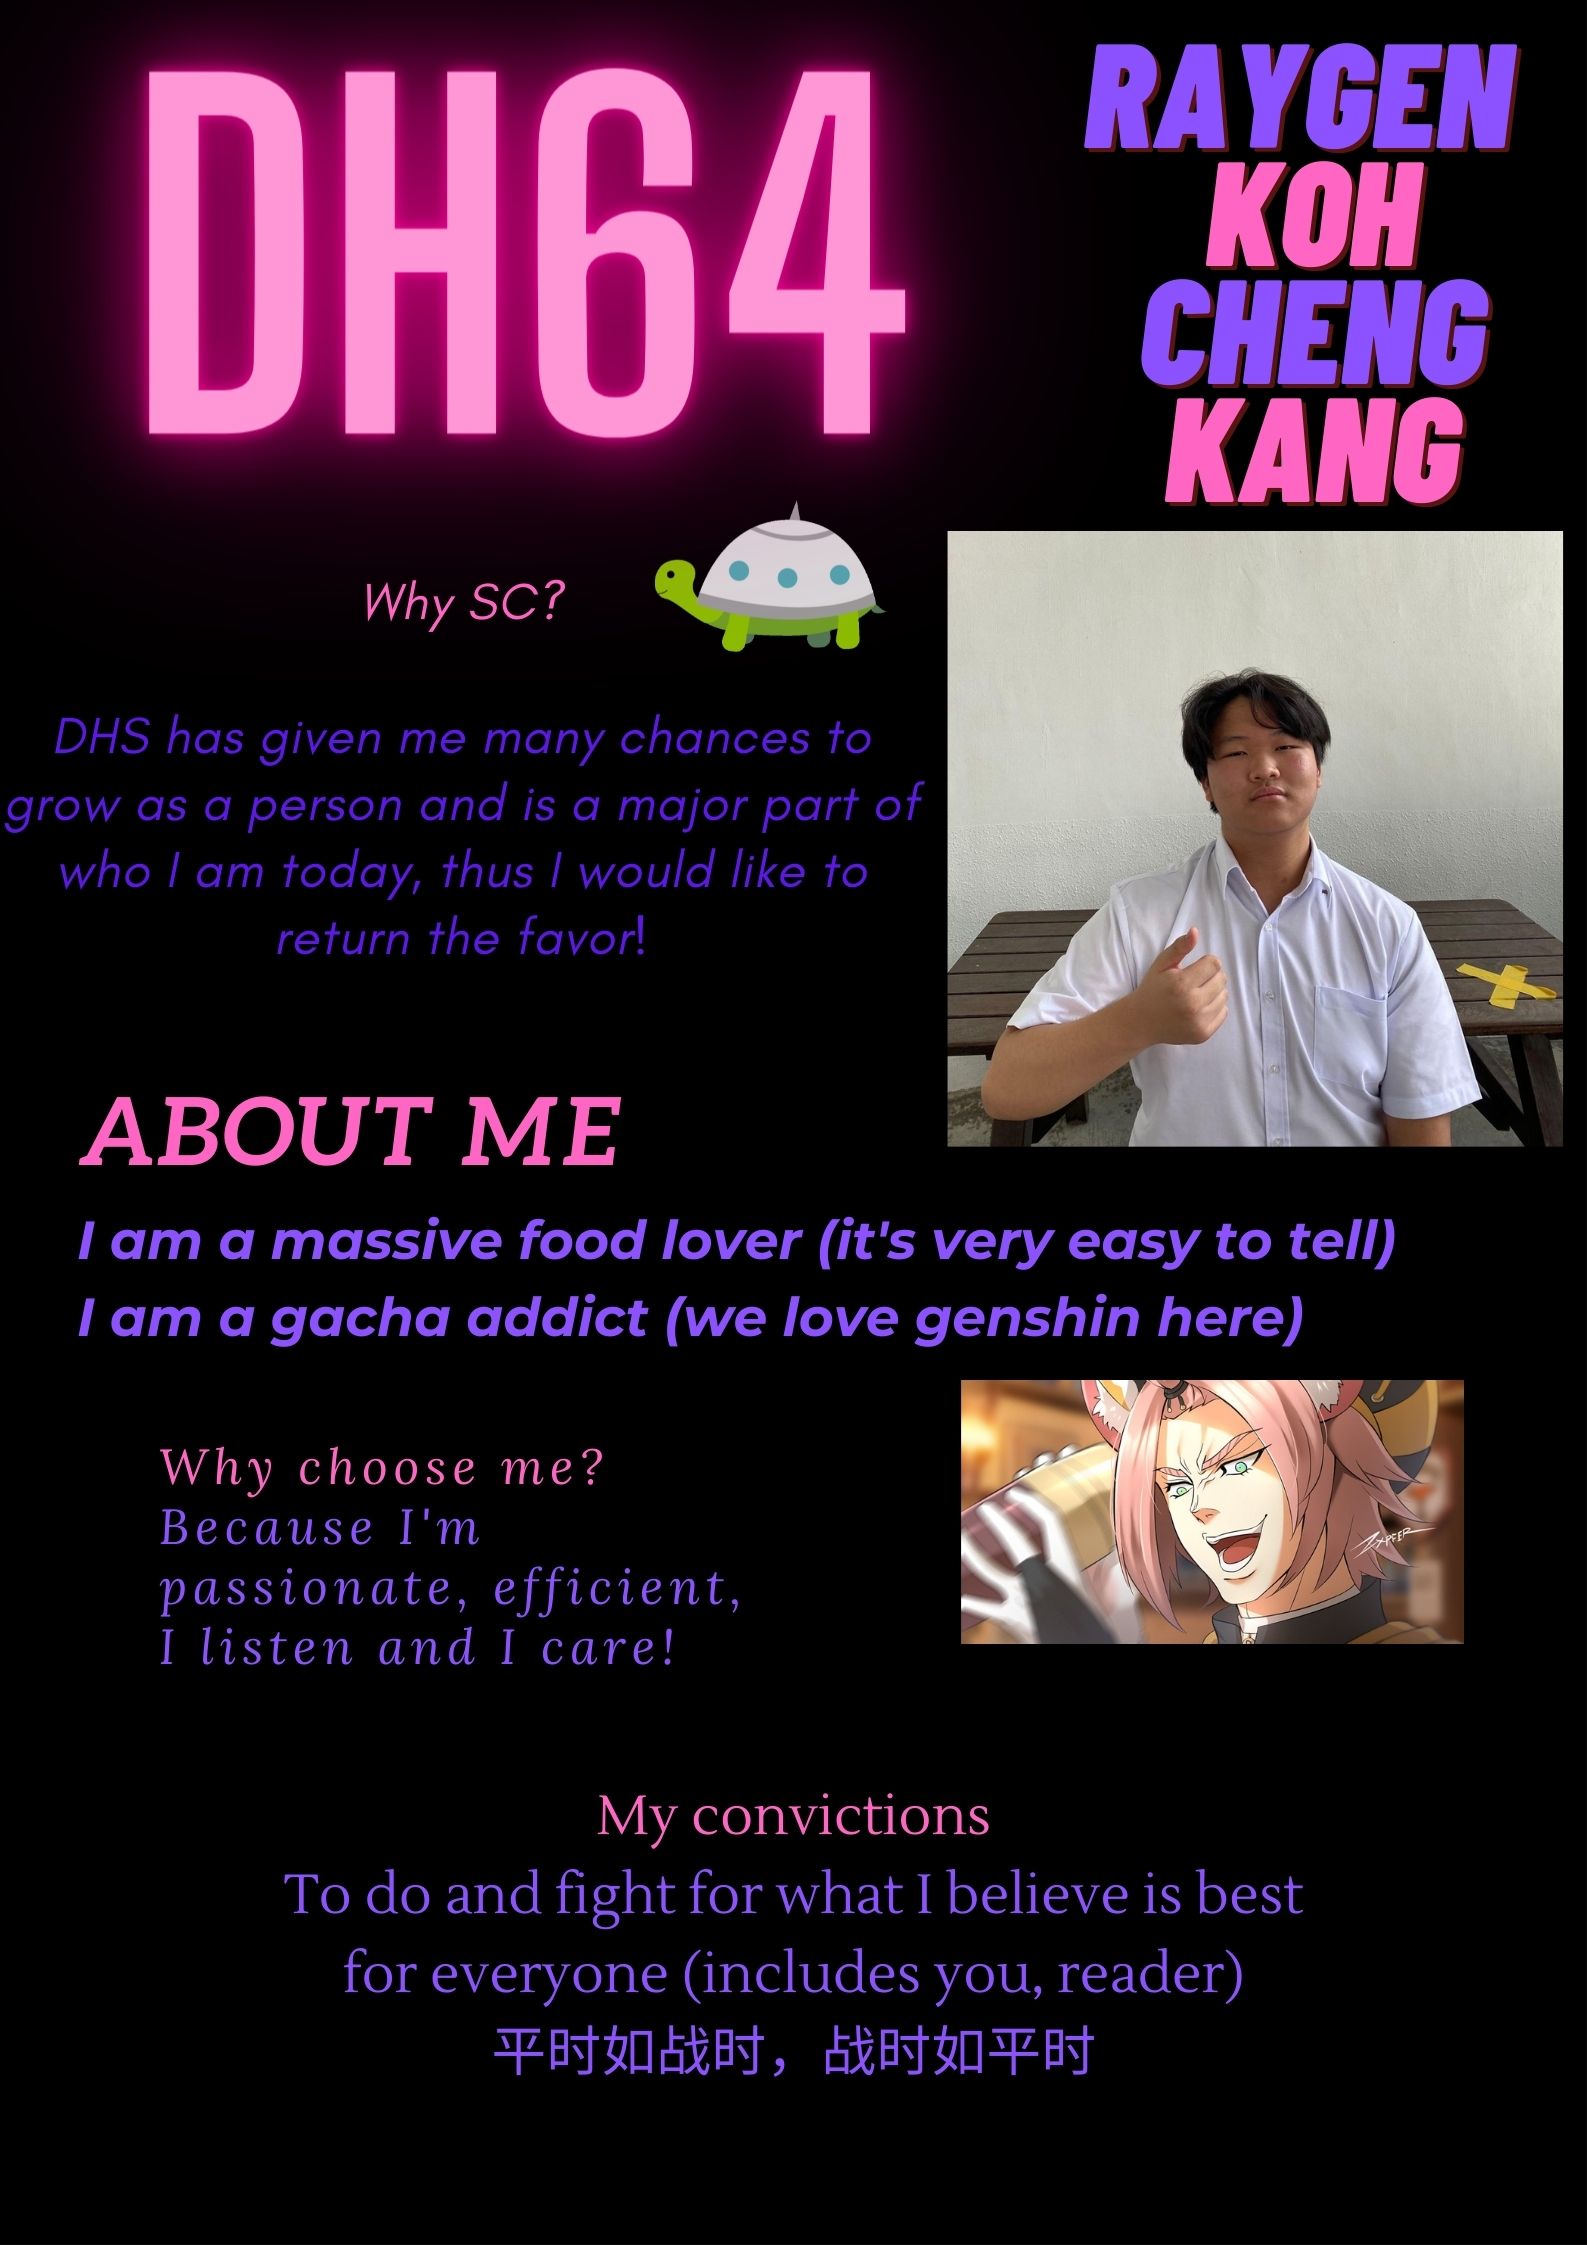 DH64
RAYGEN
KOH
CHENG
KANG
Why SC?
DHS has given me many chances to
grow as a person and is a major part of
who I am today, thus I would like to
return the favor!
ABOUT ME
I am a massive food lover (it's very easy to tell)
I am a gacha addict (we love genshin here)
Why choose me?
Because I'm
passionate, efficient,
I listen and I care!
My convictions
To do and fight for what I believe is best
for everyone (includes you, reader)
平时如战时，战时如平时